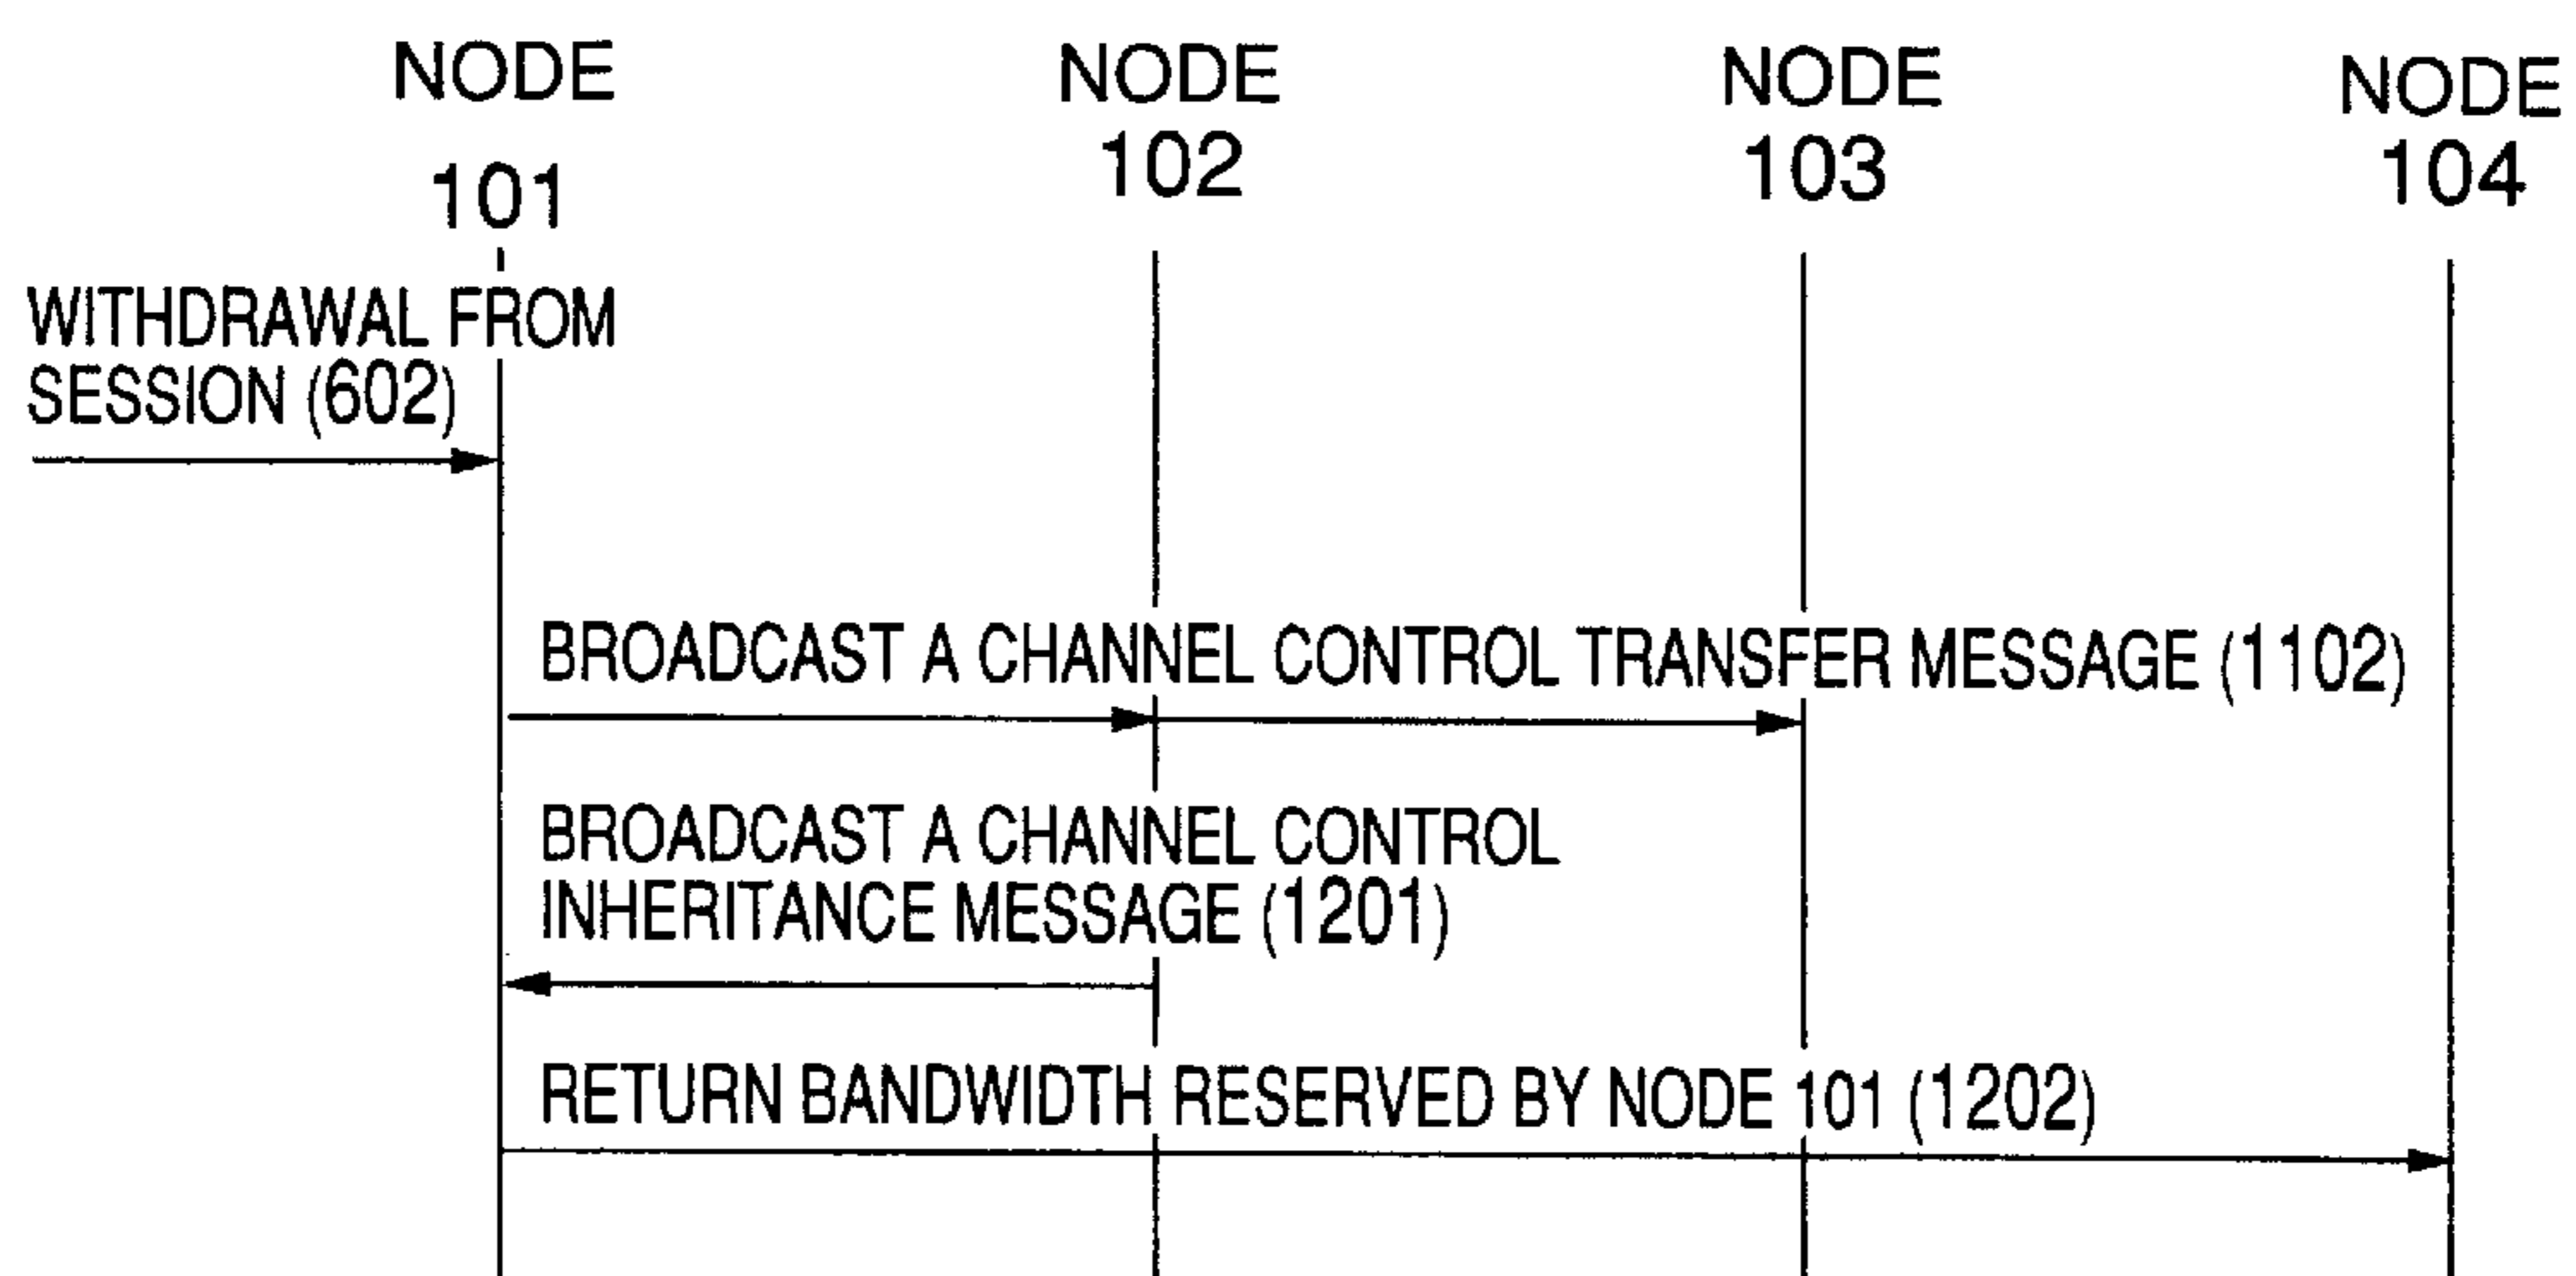 NODE NODE NODE NODE
101 102 103 104
WITHDRAWAL FROM
SESSION (602)
BROADCAST A CHANNEL CONTROL TRANSFER MESSAGE (1102)
BROADCAST A CHANNEL CONTROL
INHERITANCE MESSAGE (1201)
RETURN BANDWIDTH RESERVED BY NODE 101 (1202)